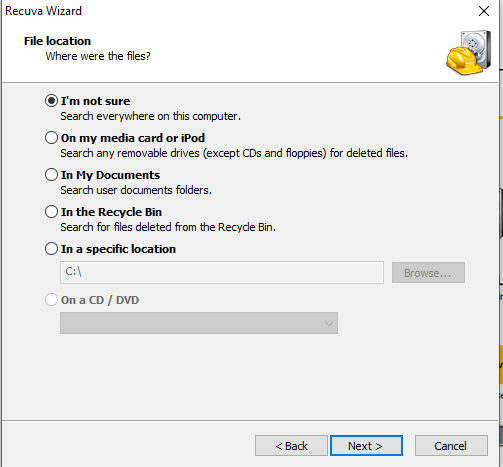 Recuva Wizard
File location
Where were the files?
I'm not sure
Search everywhere on this computer.
On my media card or iPod
Search any removable drives (except CDs and floppies) for deleted files.
In My Documents
Search user documents folders.
In the Recycle Bin
Search for files deleted from the Recycle Bin.
In a specific location
C:\
Browse...
On a CD / DVD
< Back
Next >
Cancel